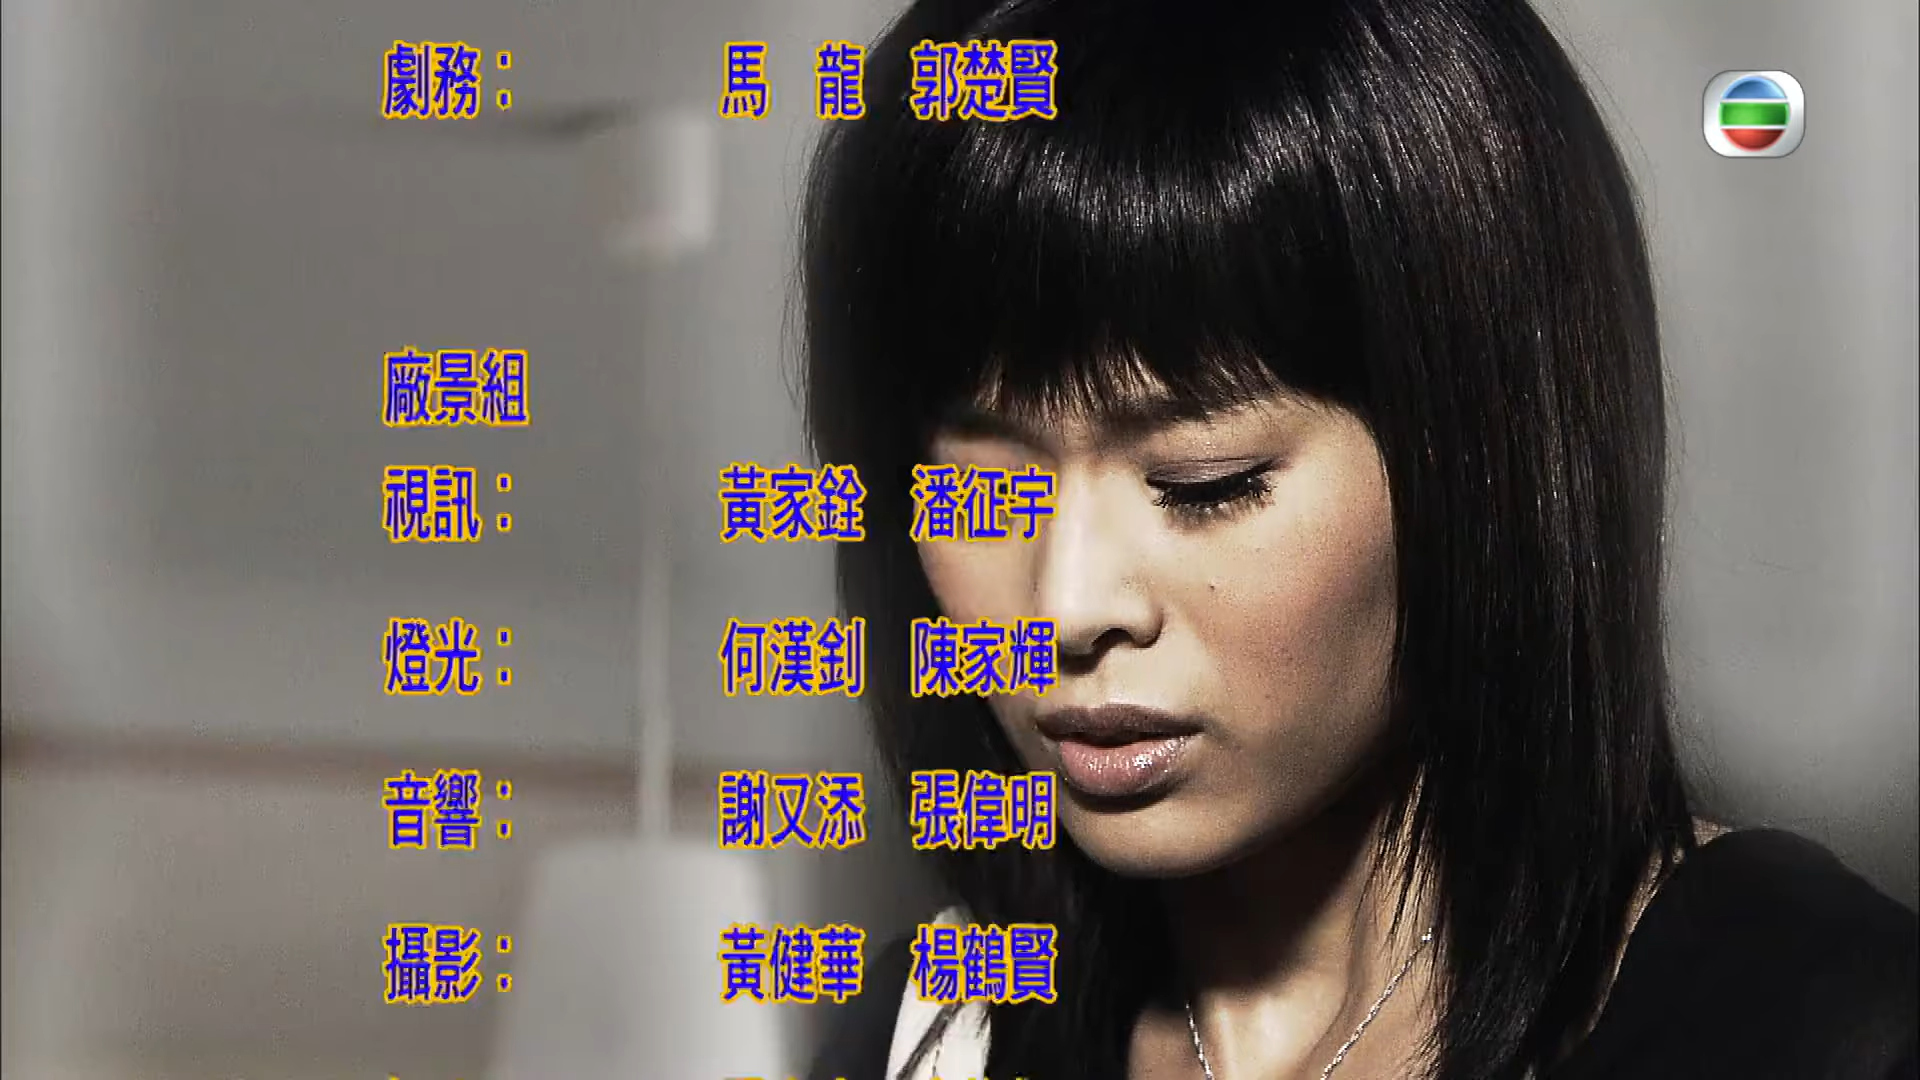 劇務： 馬　龍　郭楚賢
廠景組
視訊： 黃家銓　潘征宇
燈光： 何漢釗　陳家輝
音響： 謝又添　張偉明
攝影： 黃健華　楊鶴賢